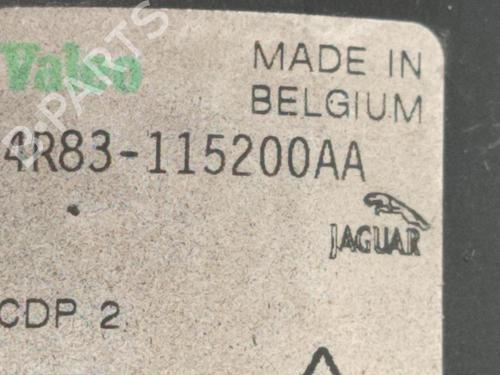 Valeo
MADE IN
BELGIUM
4R83-115200AA
JAGUAR
CDP 2